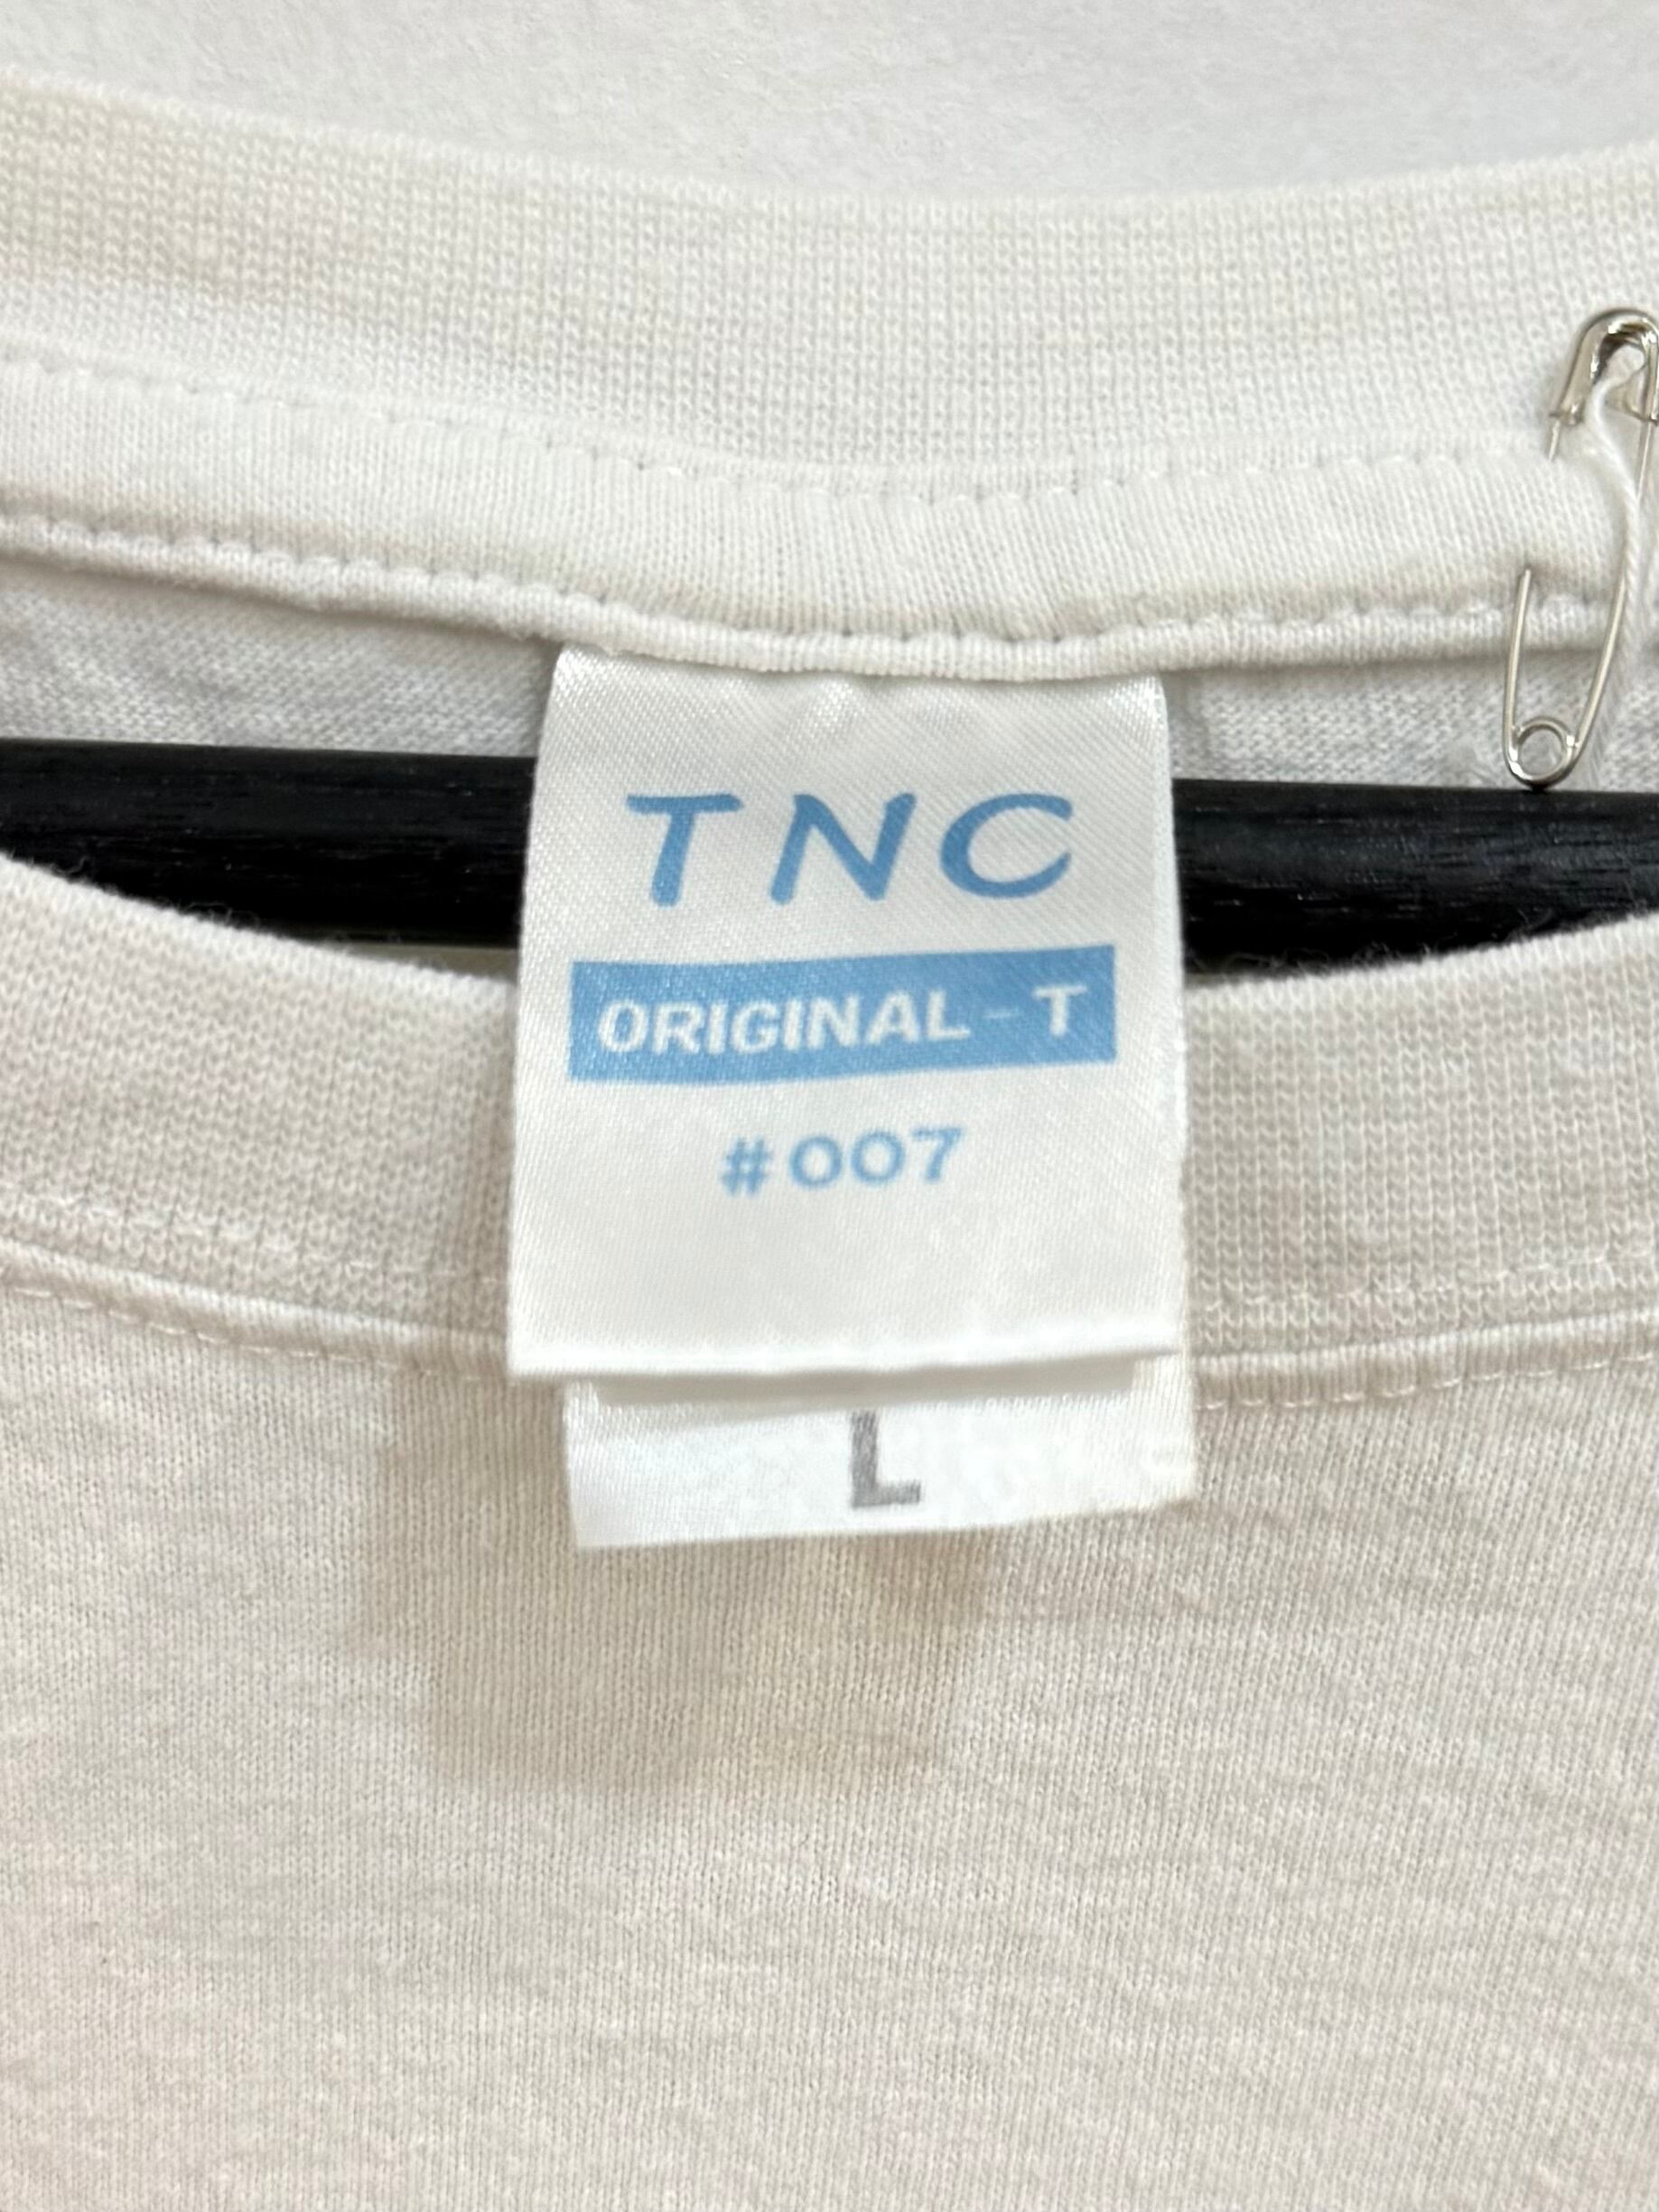 TNC
ORIGINAL-T
#007
L